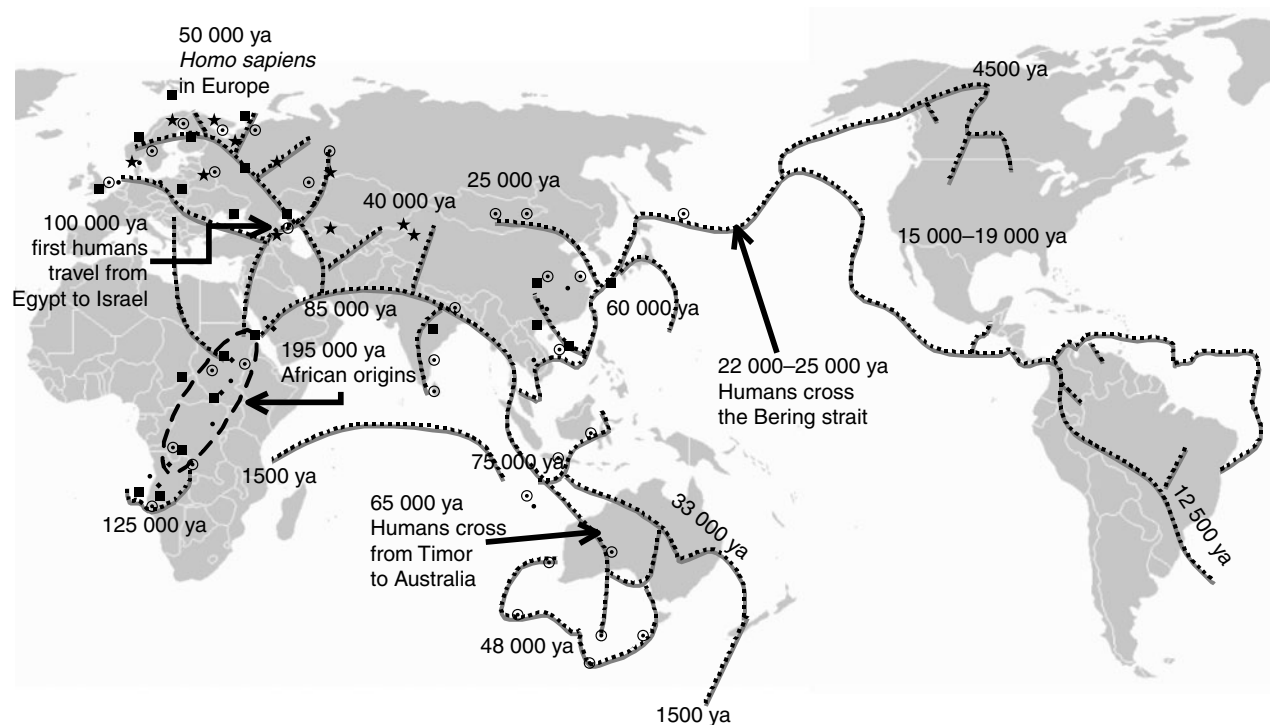 50 000 ya
Homo sapiens
in Europe
4500 ya
25 000 ya
40 000 ya
100 000 ya
first humans
travel from
Egypt to Israel
15 000–19 000 ya
85 000 ya
60 000 ya
195 000 ya
African origins
22 000–25 000 ya
Humans cross
the Bering strait
1500 ya
75 000 ya
65 000 ya
Humans cross
from Timor
to Australia
33 000 ya
12 500 ya
125 000 ya
48 000 ya
1500 ya